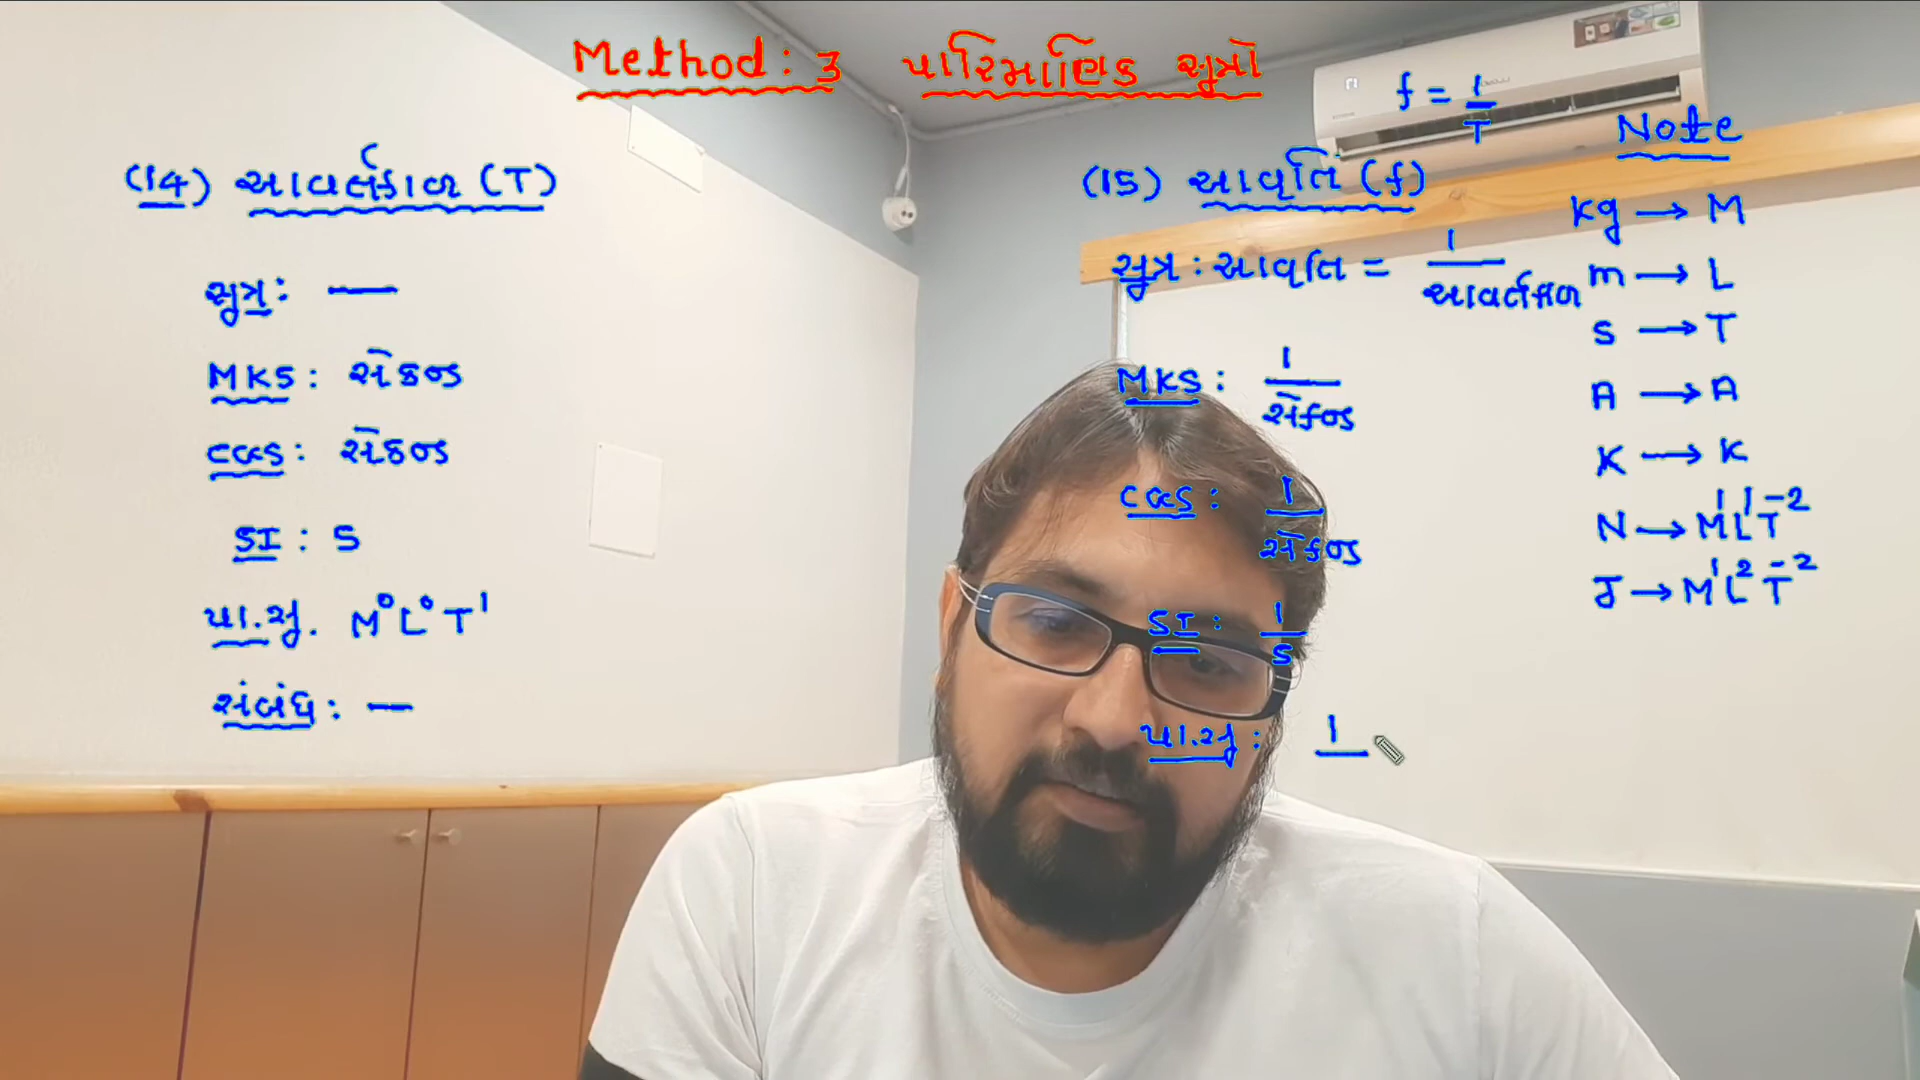 Method: 3 પારિમાણિક સૂત્રો
(14) આવર્તકાળ (T)
સુત્ર: —
MKS: સેકન્ડ
CGS: સેકન્ડ
SI: S
પા.સૂ. M⁰L⁰T¹
સંબંધ: —
f = 1/T
(15) આવૃતિ (f)
સુત્ર: આવૃતિ = 1/આવર્તકાળ
MKS: 1/સેકન્ડ
CGS: 1/સેકન્ડ
SI: 1/S
પા.સૂ: 1
Note
Kg → M
m → L
S → T
A → A
K → K
N → M¹L¹T⁻²
J → M¹L²T⁻²